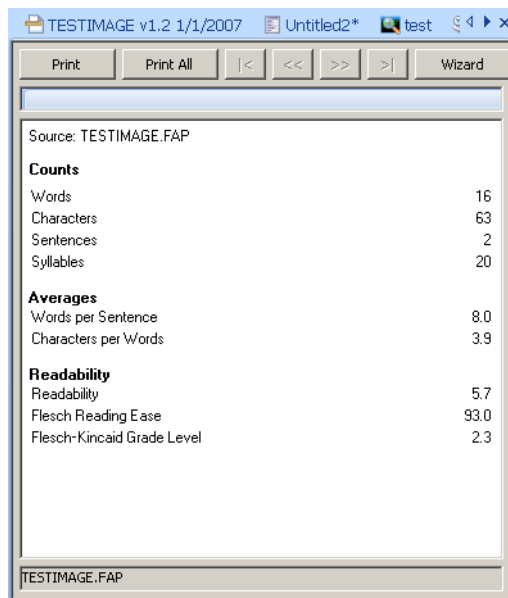 TESTIMAGE v1.2 1/1/2007 Untitled2* test
Print Print All |< << >> >| Wizard
Source: TESTIMAGE.FAP
Counts
Words 16
Characters 63
Sentences 2
Syllables 20
Averages
Words per Sentence 8.0
Characters per Words 3.9
Readability
Readability 5.7
Flesch Reading Ease 93.0
Flesch-Kincaid Grade Level 2.3
TESTIMAGE.FAP